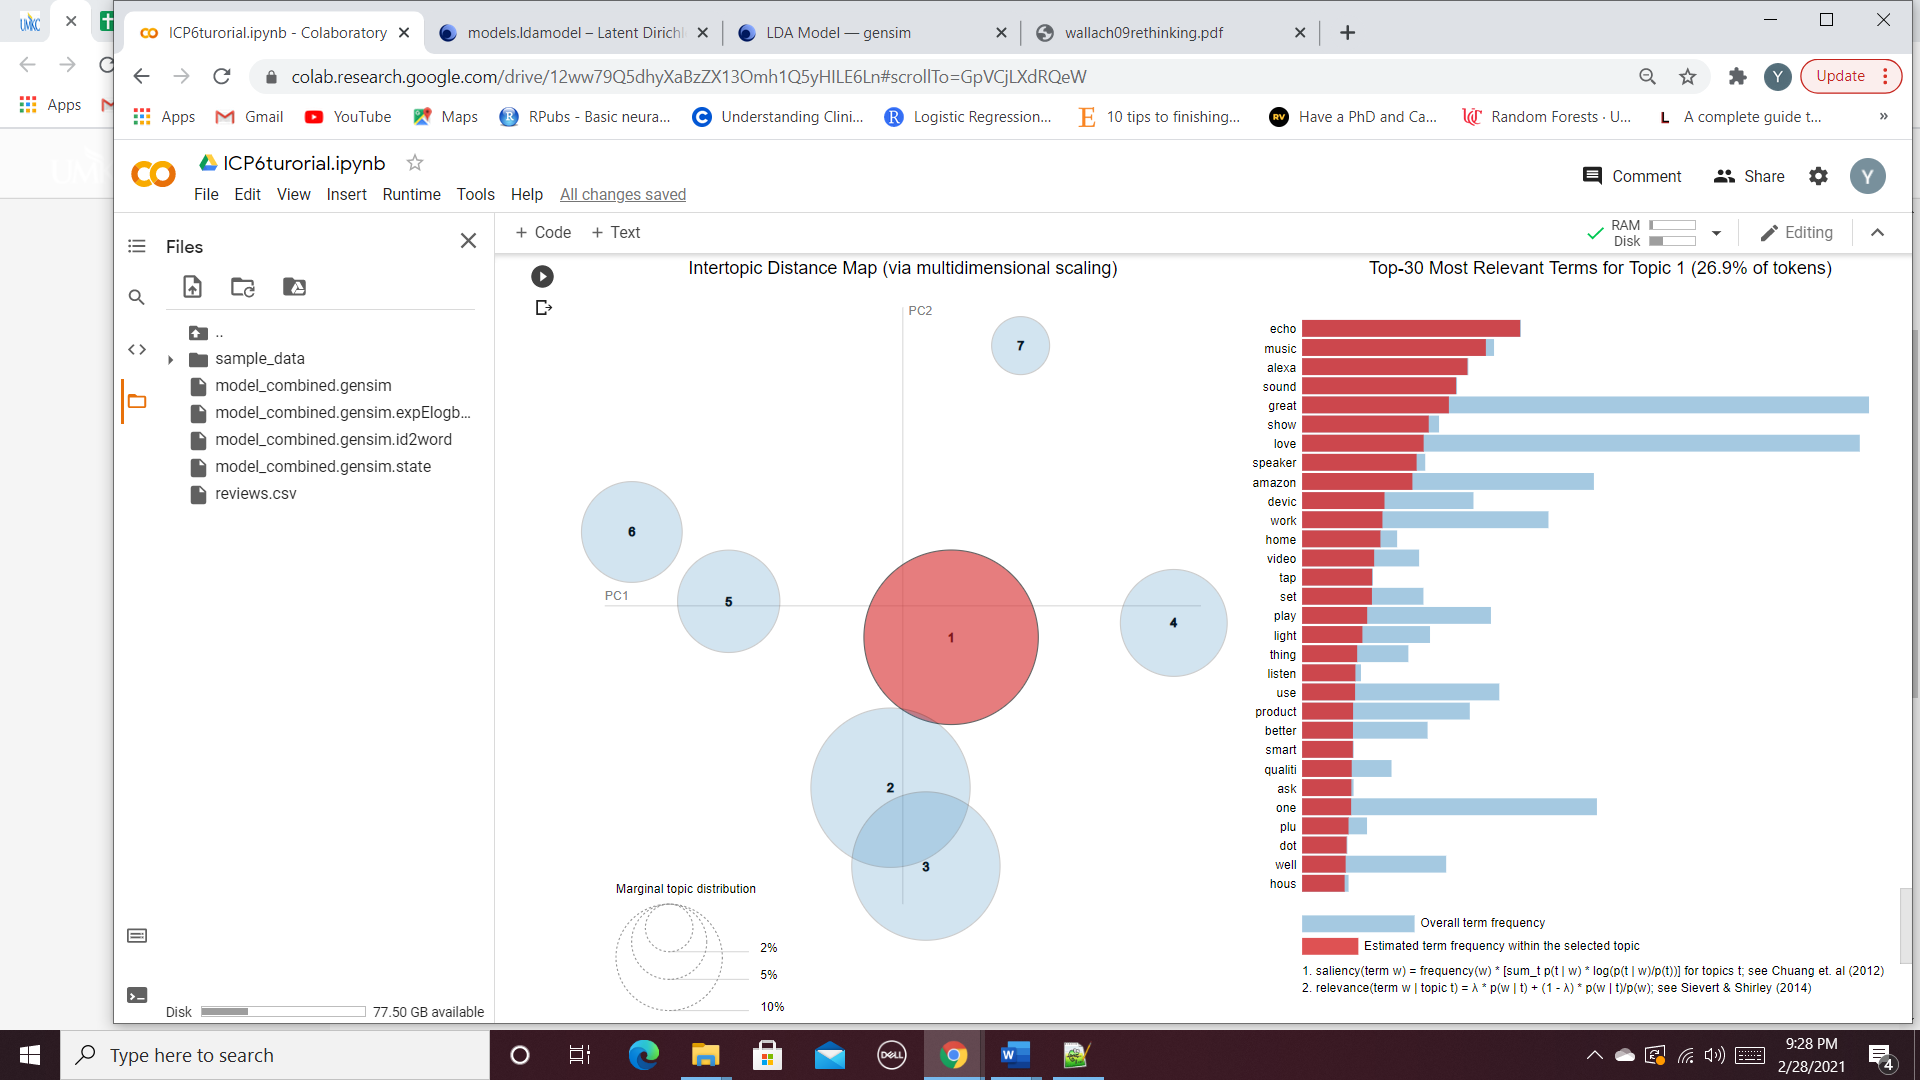 UMKC
ICP6turorial.ipynb - Colaboratory
models.ldamodel – Latent Dirichl
LDA Model — gensim
wallach09rethinking.pdf
colab.research.google.com/drive/12ww79Q5dhyXaBzZX13Omh1Q5yHILE6Ln#scrollTo=GpVCjLXdRQeW
Y
Update
Apps
Apps
Gmail
YouTube
Maps
RPubs - Basic neura...
Understanding Clini...
Logistic Regression...
10 tips to finishing...
Have a PhD and Ca...
Random Forests · U...
A complete guide t...
»
ICP6turorial.ipynb
File Edit View Insert Runtime Tools Help All changes saved
Comment
Share
Y
Files
+ Code + Text
RAM
Disk
Editing
..
sample_data
model_combined.gensim
model_combined.gensim.expElogb...
model_combined.gensim.id2word
model_combined.gensim.state
reviews.csv
Disk
77.50 GB available
Intertopic Distance Map (via multidimensional scaling)
PC2
7
6
5
PC1
1
4
2
3
Marginal topic distribution
2%
5%
10%
Top-30 Most Relevant Terms for Topic 1 (26.9% of tokens)
echo
music
alexa
sound
great
show
love
speaker
amazon
devic
work
home
video
tap
set
play
light
thing
listen
use
product
better
smart
qualiti
ask
one
plu
dot
well
hous
Overall term frequency
Estimated term frequency within the selected topic
1. saliency(term w) = frequency(w) * [sum_t p(t | w) * log(p(t | w)/p(t))] for topics t; see Chuang et. al (2012)
2. relevance(term w | topic t) = λ * p(w | t) + (1 - λ) * p(w | t)/p(w); see Sievert & Shirley (2014)
Type here to search
DELL
9:28 PM
2/28/2021
4